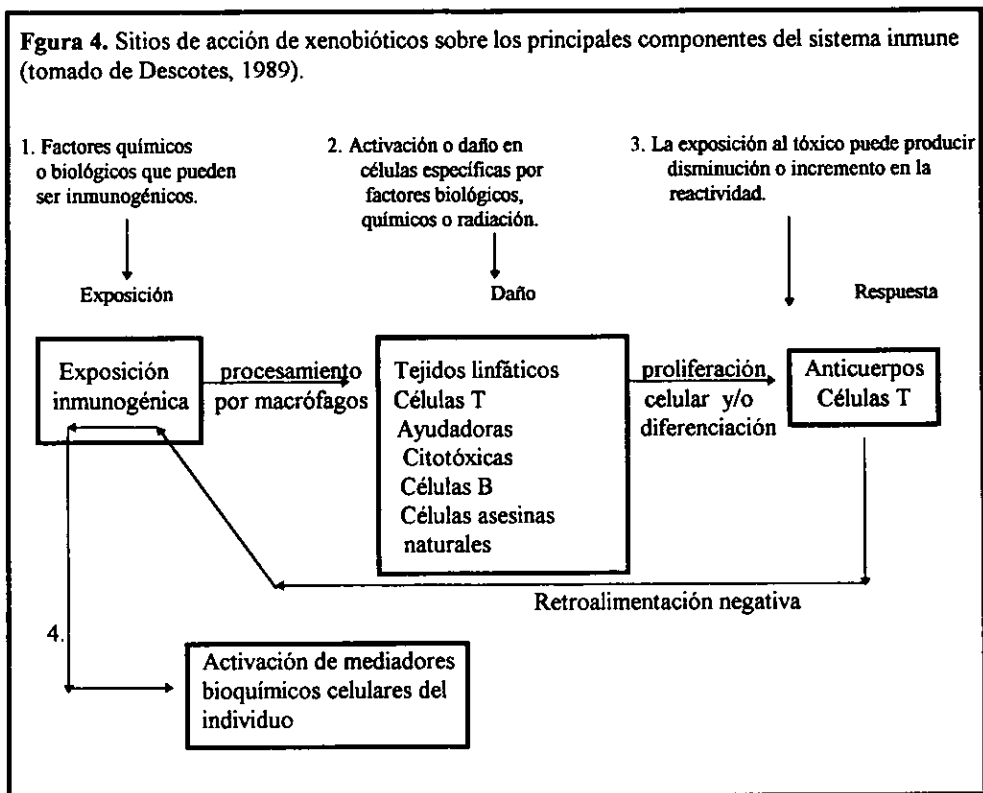 Fgura 4. Sitios de acción de xenobióticos sobre los principales componentes del sistema inmune
(tomado de Descotes, 1989).
1. Factores químicos
o biológicos que pueden
ser inmunogénicos.
2. Activación o daño en
células específicas por
factores biológicos,
químicos o radiación.
3. La exposición al tóxico puede producir
disminución o incremento en la
reactividad.
Exposición
Daño
Respuesta
Exposición
inmunogénica
procesamiento
por macrófagos
Tejidos linfáticos
Células T
Ayudadoras
Citotóxicas
Células B
Células asesinas
naturales
proliferación
celular y/o
diferenciación
Anticuerpos
Células T
Retroalimentación negativa
4.
Activación de mediadores
bioquímicos celulares del
individuo